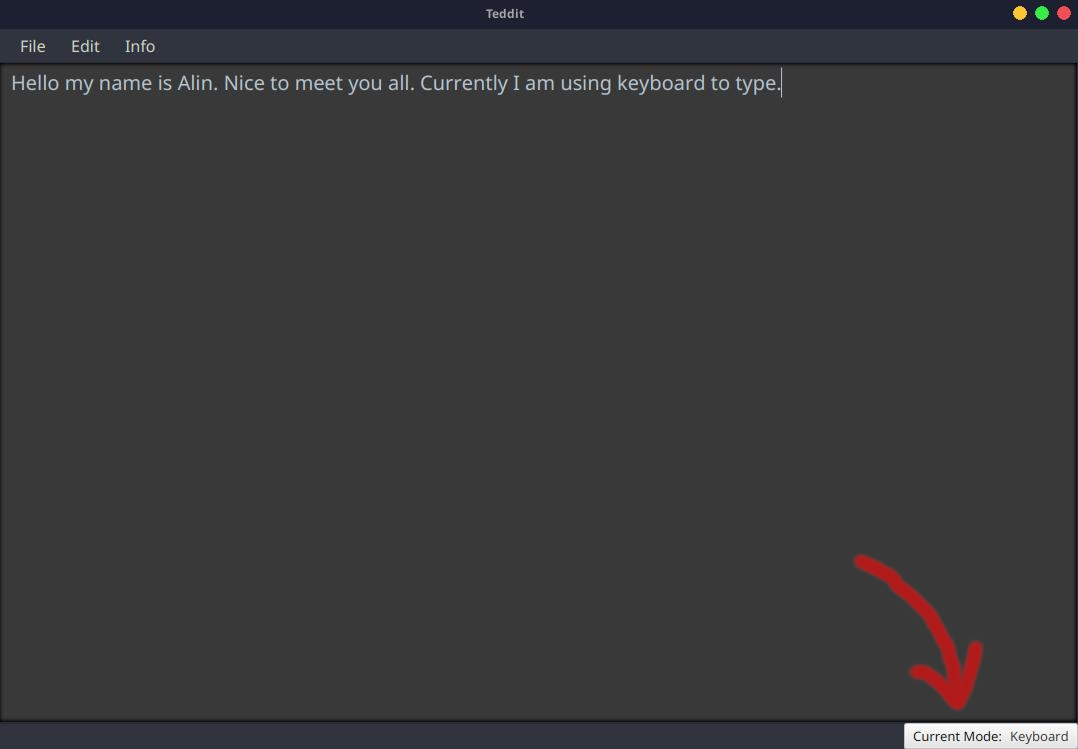 Teddit
File Edit Info
Hello my name is Alin. Nice to meet you all. Currently I am using keyboard to type.
Current Mode: Keyboard